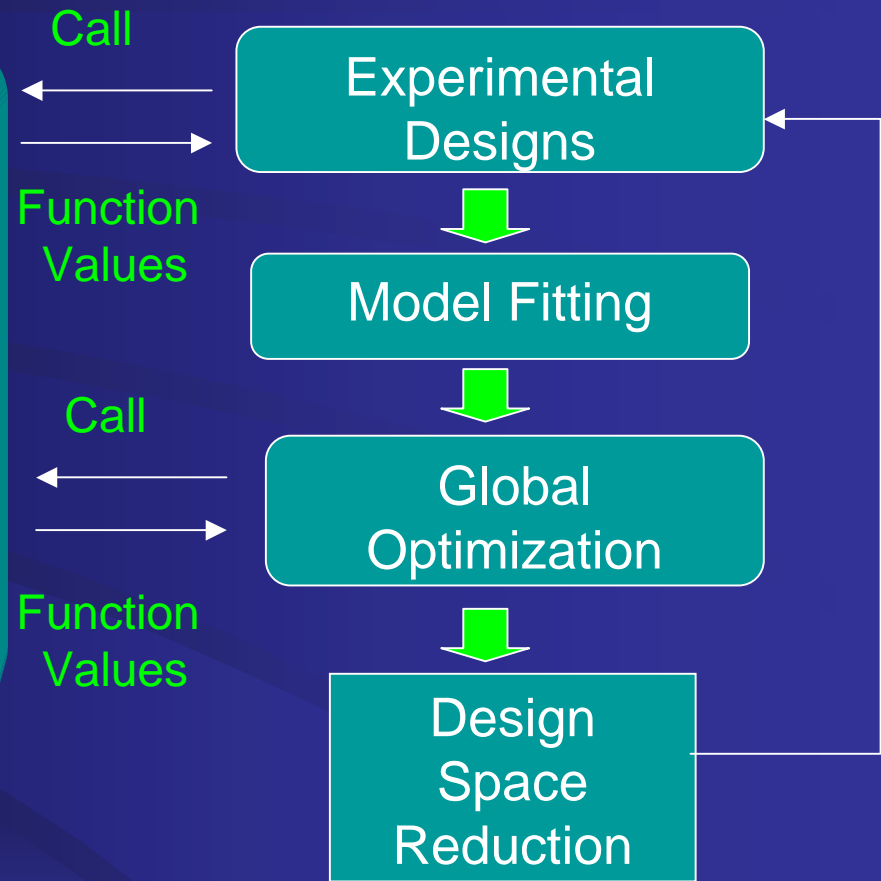 Call
Experimental
Designs
Function
Values
Model Fitting
Call
Global
Optimization
Function
Values
Design
Space
Reduction